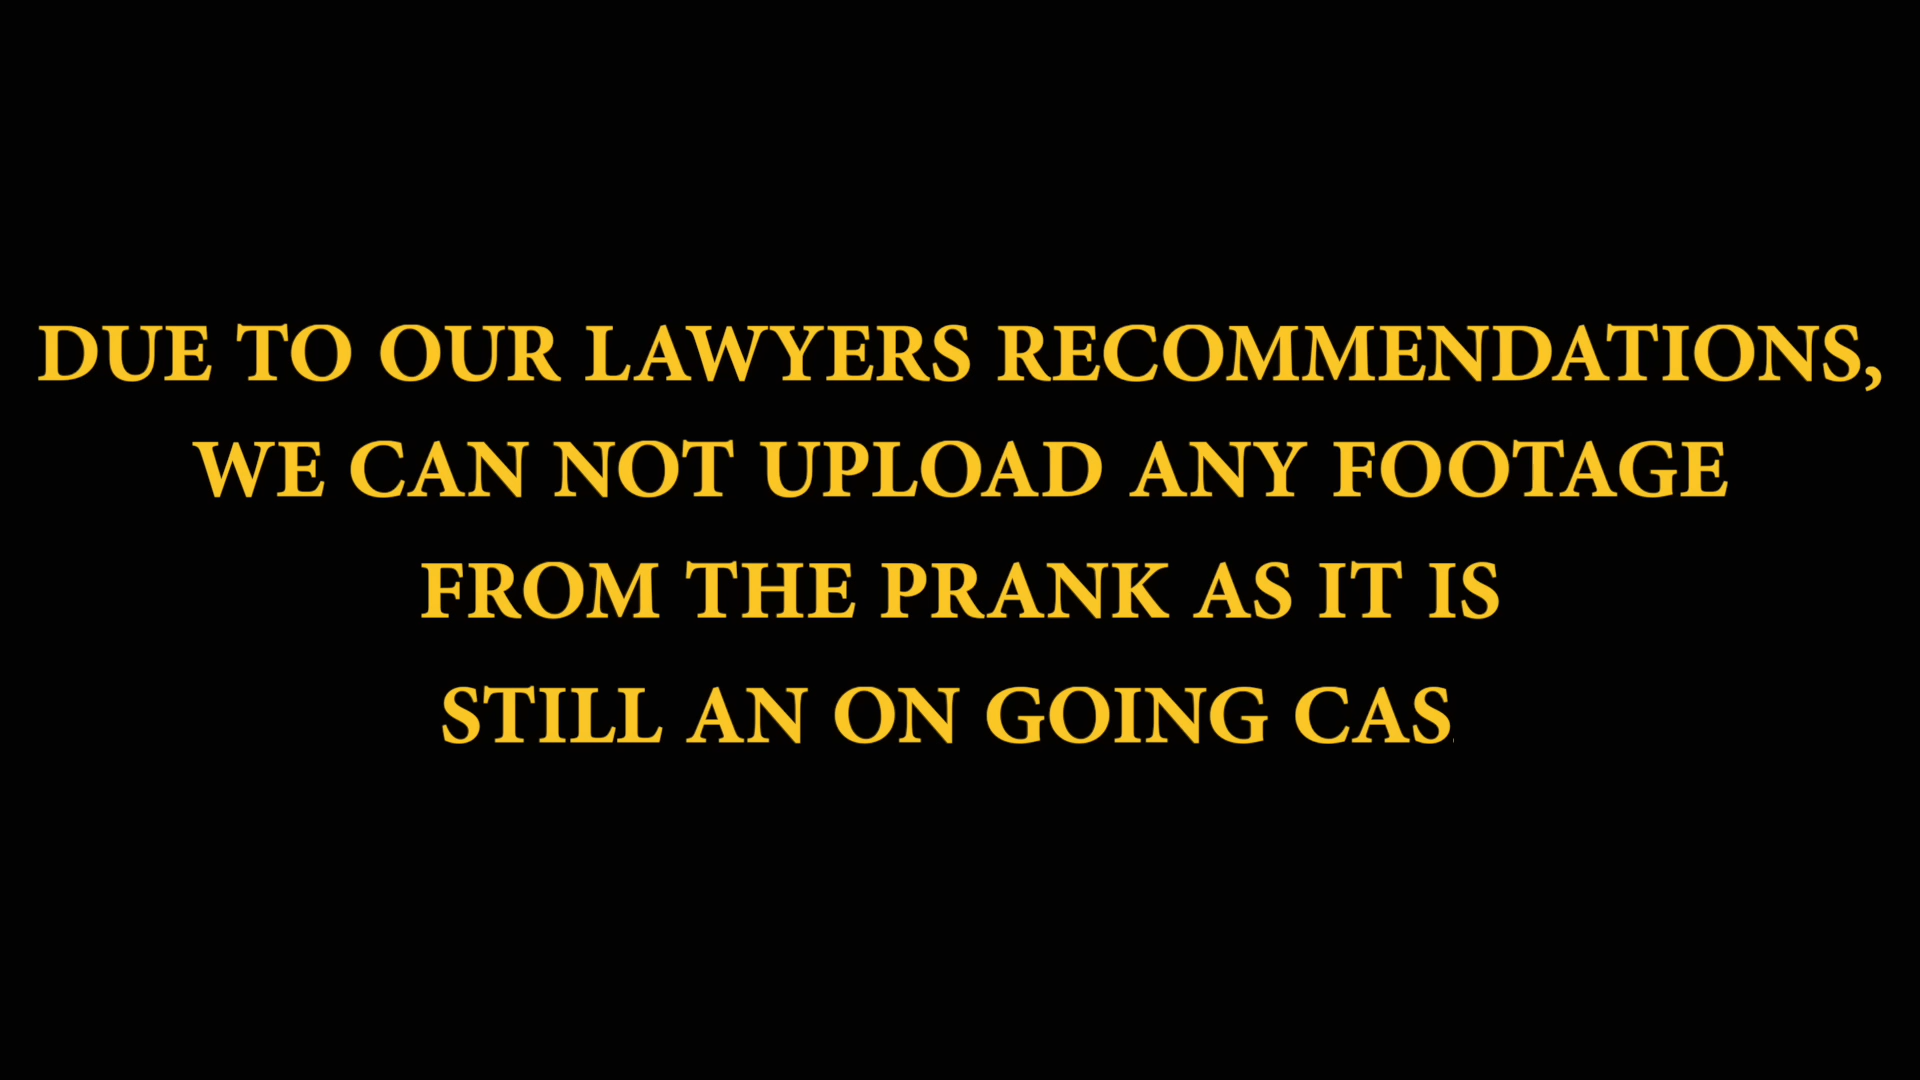 DUE TO OUR LAWYERS RECOMMENDATIONS,
WE CAN NOT UPLOAD ANY FOOTAGE
FROM THE PRANK AS IT IS
STILL AN ON GOING CAS